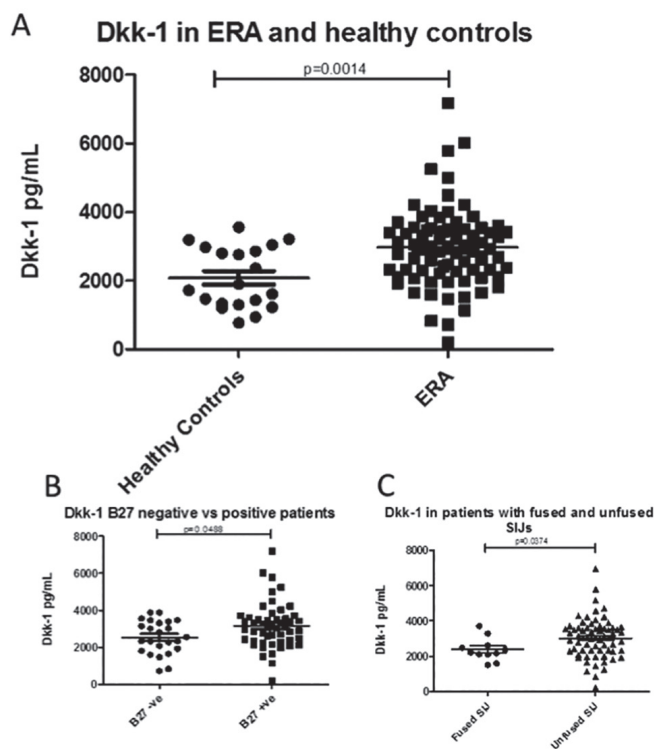 A
Dkk-1 in ERA and healthy controls
p=0.0014
8000
6000
4000
2000
0
Dkk-1 pg/mL
Healthy Controls
ERA
B
Dkk-1 B27 negative vs positive patients
p=0.0488
8000
6000
4000
2000
0
Dkk-1 pg/mL
B27 -ve
B27 +ve
C
Dkk-1 in patients with fused and unfused
SIJs
p=0.0374
8000
6000
4000
2000
0
Dkk-1 pg/mL
Fused SIJ
Unfused SIJ